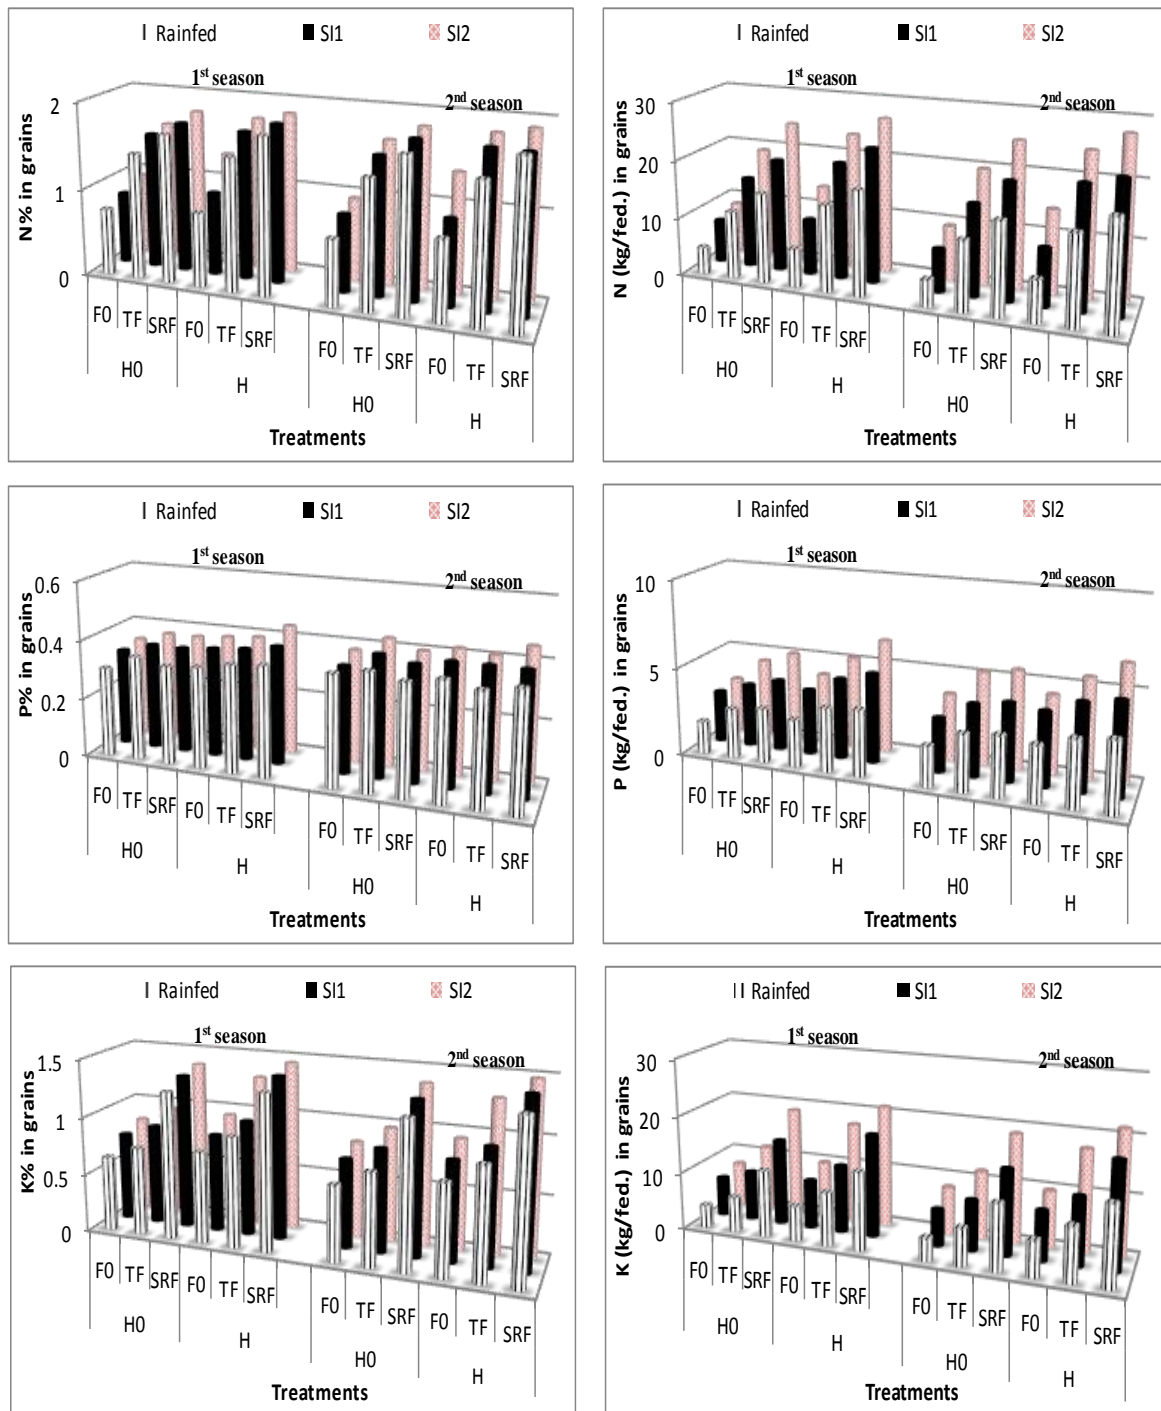 Rainfed SI1 SI2
1st season
2nd season
N% in grains
2
1
0
F0 TF SRF F0 TF SRF F0 TF SRF F0 TF SRF
H0 H H0 H
Treatments
Rainfed SI1 SI2
1st season
2nd season
N (kg/fed.) in grains
30
20
10
0
F0 TF SRF F0 TF SRF F0 TF SRF F0 TF SRF
H0 H H0 H
Treatments
Rainfed SI1 SI2
1st season
2nd season
P% in grains
0.6
0.4
0.2
0
F0 TF SRF F0 TF SRF F0 TF SRF F0 TF SRF
H0 H H0 H
Treatments
Rainfed SI1 SI2
1st season
2nd season
P (kg/fed.) in grains
10
5
0
F0 TF SRF F0 TF SRF F0 TF SRF F0 TF SRF
H0 H H0 H
Treatments
Rainfed SI1 SI2
1st season
2nd season
K% in grains
1.5
1
0.5
0
F0 TF SRF F0 TF SRF F0 TF SRF F0 TF SRF
H0 H H0 H
Treatments
Rainfed SI1 SI2
1st season
2nd season
K (kg/fed.) in grains
30
20
10
0
F0 TF SRF F0 TF SRF F0 TF SRF F0 TF SRF
H0 H H0 H
Treatments